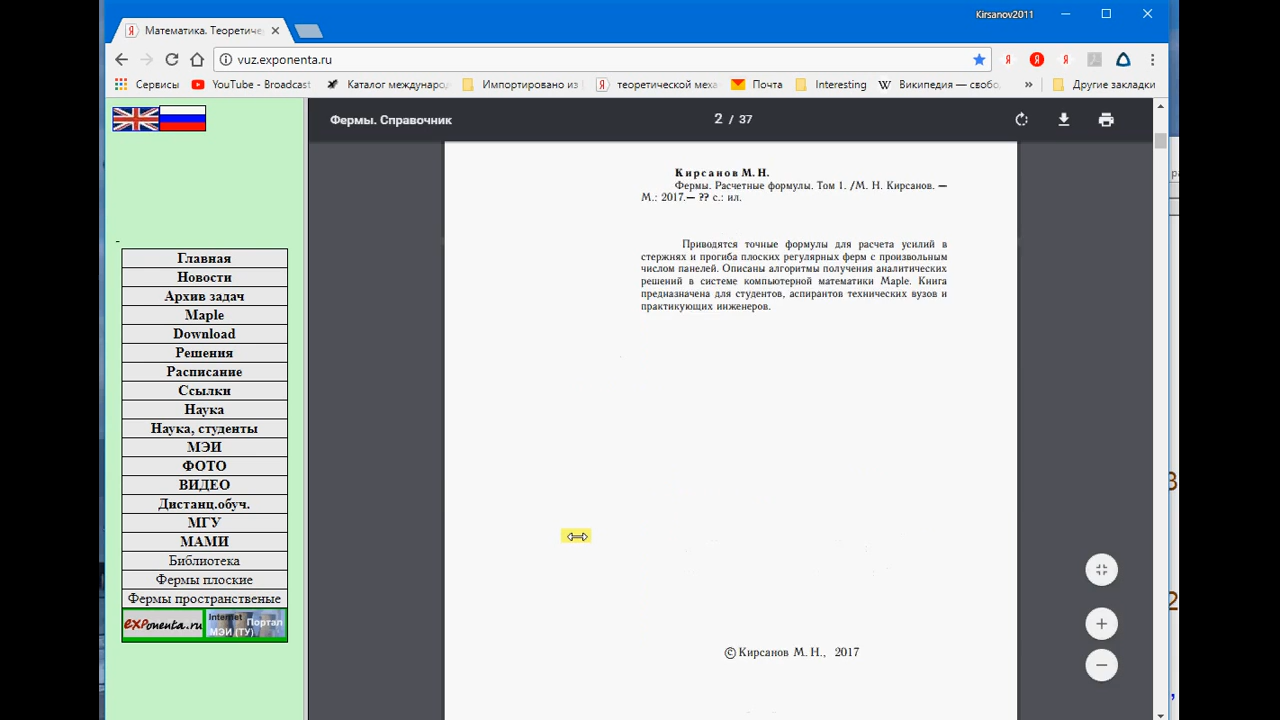 Математика. Теоретичес
Kirsanov2011
vuz.exponenta.ru
Сервисы
YouTube - Broadcast
Каталог междунаро
Импортировано из
теоретической меха
Почта
Interesting
Википедия — свобо
»
Другие закладки
Фермы. Справочник
2 / 37
Главная
Новости
Архив задач
Maple
Download
Решения
Расписание
Ссылки
Наука
Наука, студенты
МЭИ
ФОТО
ВИДЕО
Дистанц.обуч.
МГУ
МАМИ
Библиотека
Фермы плоские
Фермы пространственые
exponenta.ru
Internet
Портал
МЭИ (ТУ)
Кирсанов М. Н.
Фермы. Расчетные формулы. Том 1. /М. Н. Кирсанов. —
М.: 2017.— ?? с.: ил.
Приводятся точные формулы для расчета усилий в
стержнях и прогиба плоских регулярных ферм с произвольным
числом панелей. Описаны алгоритмы получения аналитических
решений в системе компьютерной математики Maple. Книга
предназначена для студентов, аспирантов технических вузов и
практикующих инженеров.
© Кирсанов М. Н., 2017